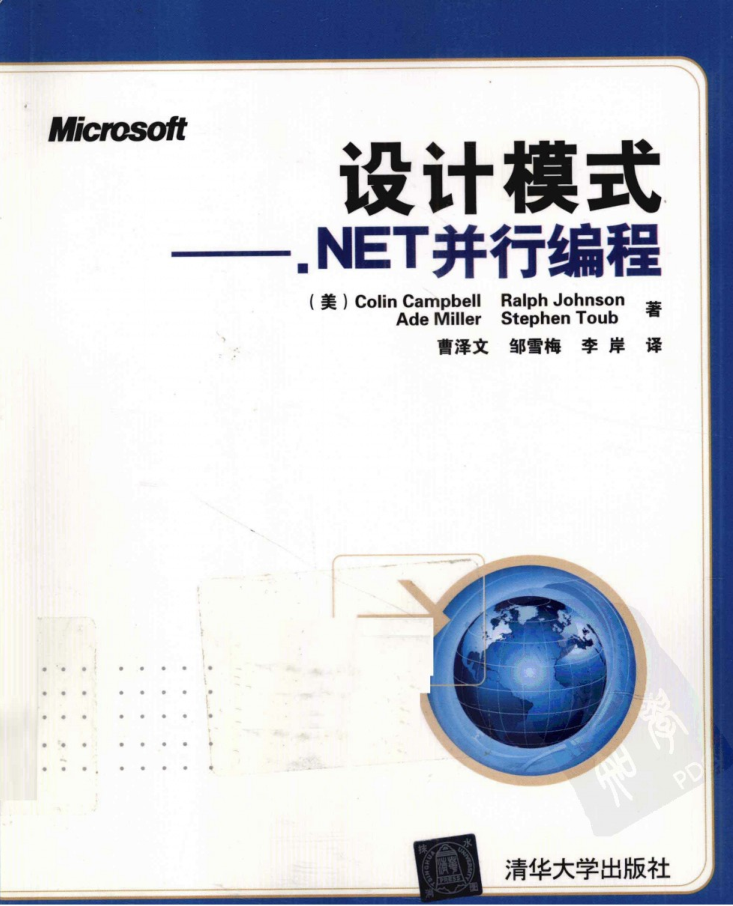 Microsoft
设计模式
——.NET并行编程
（美）Colin Campbell Ralph Johnson
Ade Miller Stephen Toub 著
曹泽文 邹雪梅 李岸 译
PD
清华大学出版社